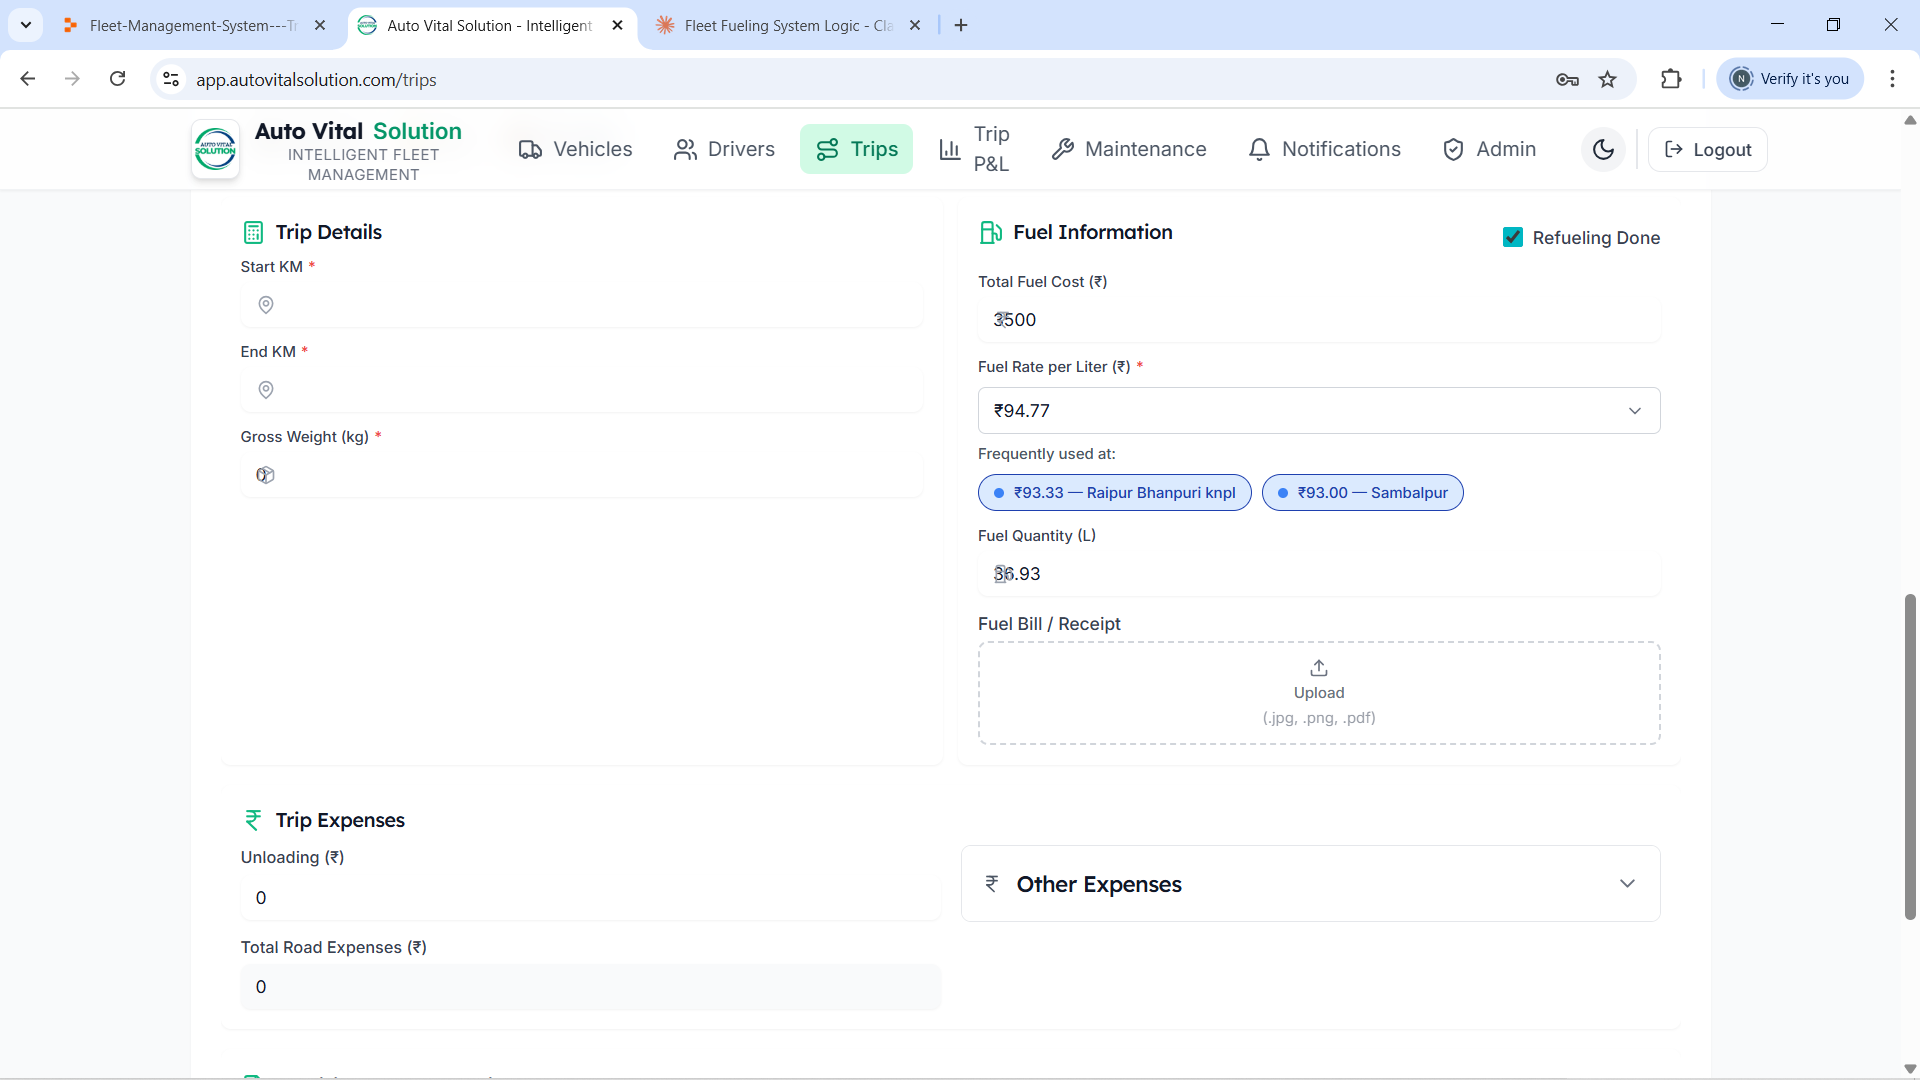 Fleet-Management-System---Tr
Auto Vital Solution - Intelligent
Fleet Fueling System Logic - Cla
app.autovitalsolution.com/trips
N
Verify it's you
AUTO VITAL
SOLUTION
Auto Vital Solution
INTELLIGENT FLEET
MANAGEMENT
Vehicles
Drivers
Trips
Trip
P&L
Maintenance
Notifications
Admin
Logout
Trip Details
Start KM *
End KM *
Gross Weight (kg) *
0
Fuel Information
Refueling Done
Total Fuel Cost (₹)
3500
Fuel Rate per Liter (₹) *
₹94.77
Frequently used at:
₹93.33 — Raipur Bhanpuri knpl
₹93.00 — Sambalpur
Fuel Quantity (L)
36.93
Fuel Bill / Receipt
Upload
(.jpg, .png, .pdf)
₹ Trip Expenses
Unloading (₹)
0
Total Road Expenses (₹)
0
₹ Other Expenses